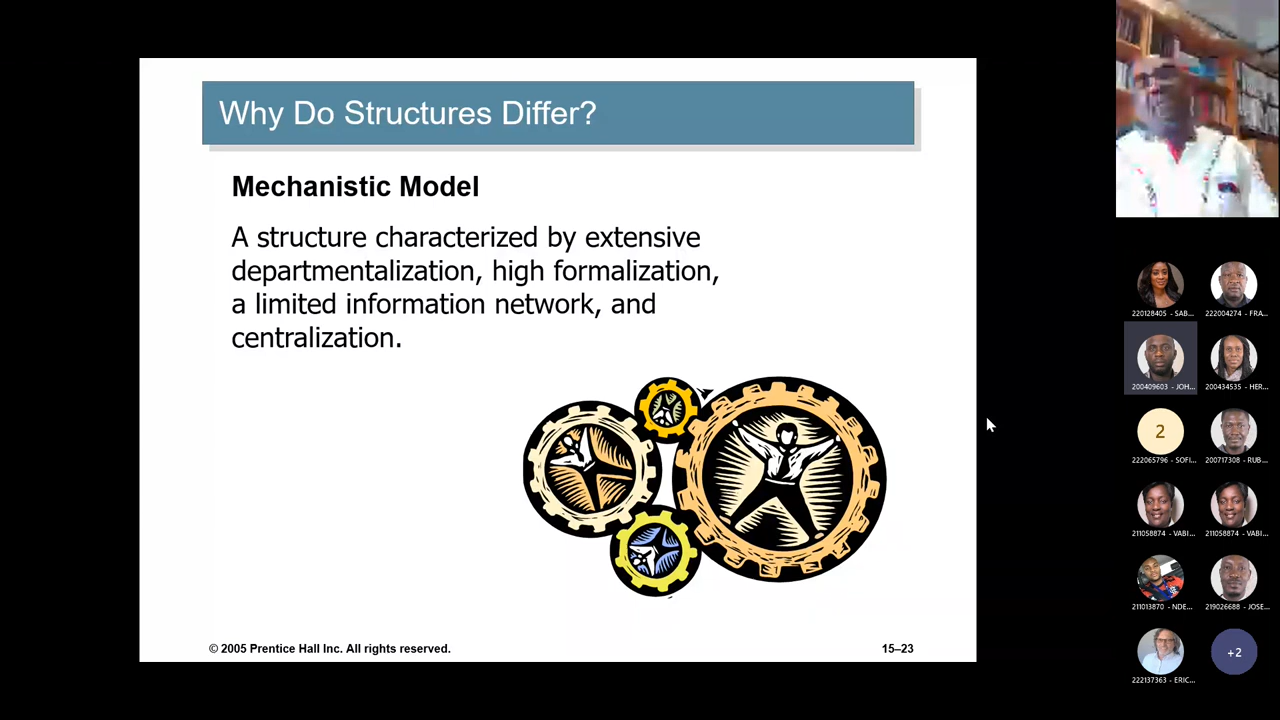 Why Do Structures Differ?
Mechanistic Model
A structure characterized by extensive
departmentalization, high formalization,
a limited information network, and
centralization.
© 2005 Prentice Hall Inc. All rights reserved.
15–23
220128405 - SAB...
222004274 - FRA...
200409603 - JOH...
200434535 - HER...
2
222065796 - SOFI...
200717308 - RUB...
211058874 - VABI...
211058874 - VABI...
211013870 - NDE...
219026688 - JOSE...
222137363 - ERIC...
+2